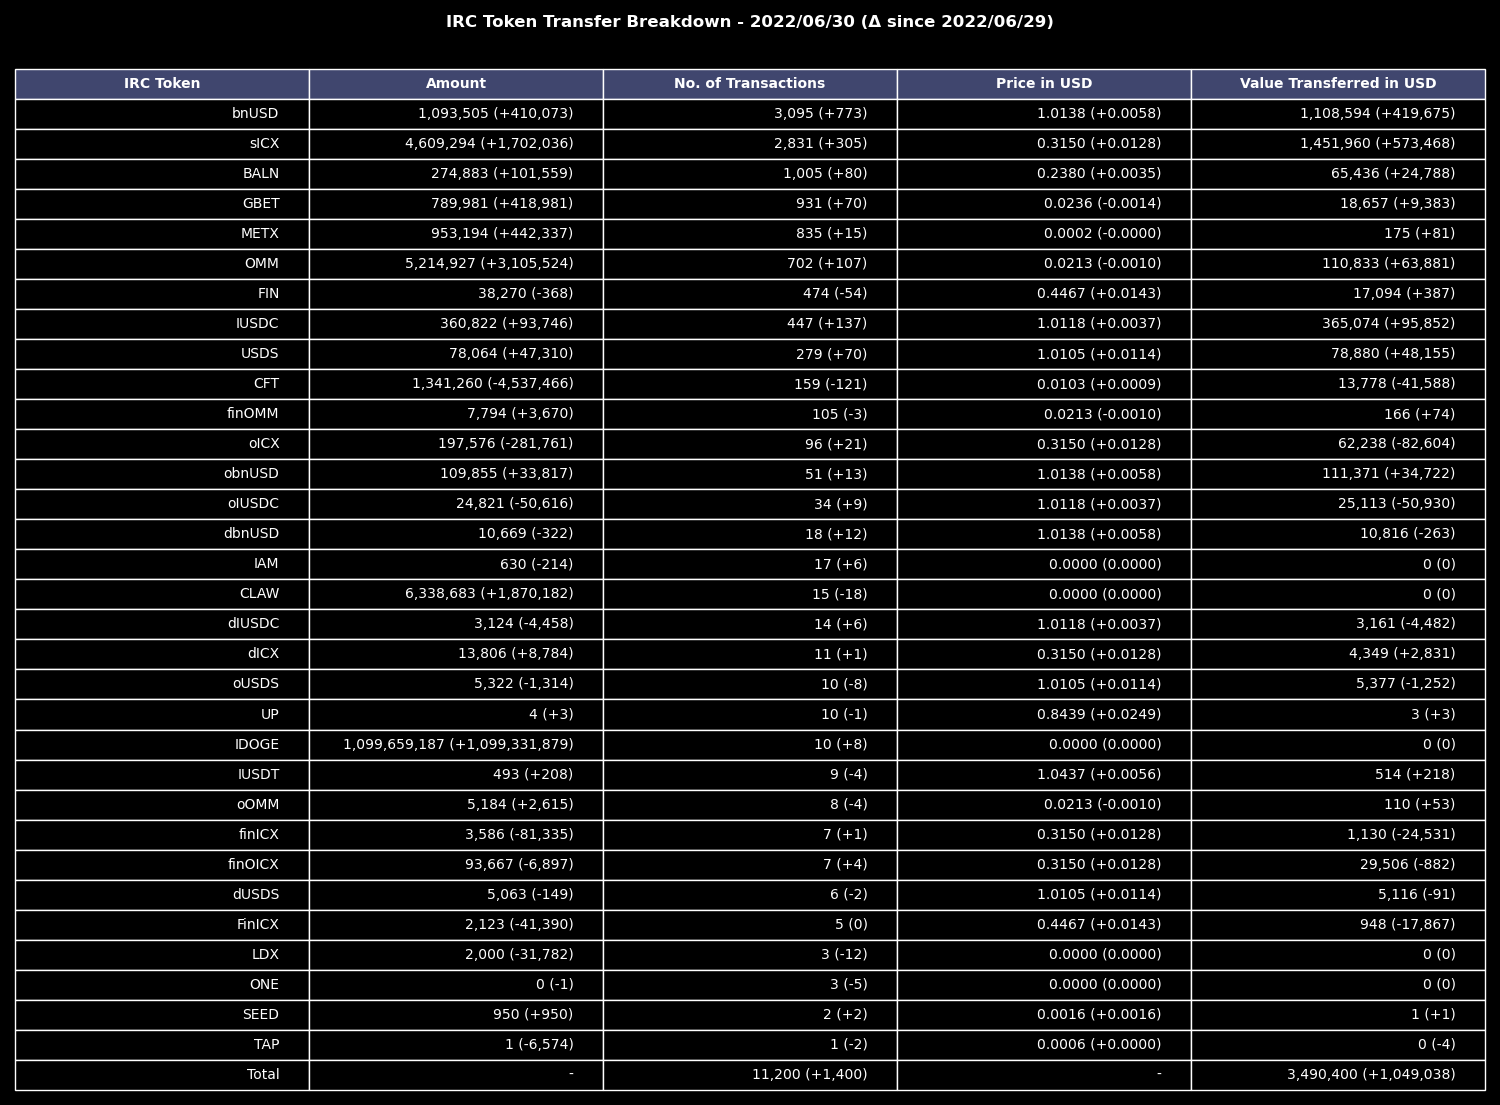 IRC Token Transfer Breakdown - 2022/06/30 (Δ since 2022/06/29)
IRC Token Amount No. of Transactions Price in USD Value Transferred in USD
bnUSD 1,093,505 (+410,073) 3,095 (+773) 1.0138 (+0.0058) 1,108,594 (+419,675)
sICX 4,609,294 (+1,702,036) 2,831 (+305) 0.3150 (+0.0128) 1,451,960 (+573,468)
BALN 274,883 (+101,559) 1,005 (+80) 0.2380 (+0.0035) 65,436 (+24,788)
GBET 789,981 (+418,981) 931 (+70) 0.0236 (-0.0014) 18,657 (+9,383)
METX 953,194 (+442,337) 835 (+15) 0.0002 (-0.0000) 175 (+81)
OMM 5,214,927 (+3,105,524) 702 (+107) 0.0213 (-0.0010) 110,833 (+63,881)
FIN 38,270 (-368) 474 (-54) 0.4467 (+0.0143) 17,094 (+387)
IUSDC 360,822 (+93,746) 447 (+137) 1.0118 (+0.0037) 365,074 (+95,852)
USDS 78,064 (+47,310) 279 (+70) 1.0105 (+0.0114) 78,880 (+48,155)
CFT 1,341,260 (-4,537,466) 159 (-121) 0.0103 (+0.0009) 13,778 (-41,588)
finOMM 7,794 (+3,670) 105 (-3) 0.0213 (-0.0010) 166 (+74)
oICX 197,576 (-281,761) 96 (+21) 0.3150 (+0.0128) 62,238 (-82,604)
obnUSD 109,855 (+33,817) 51 (+13) 1.0138 (+0.0058) 111,371 (+34,722)
oIUSDC 24,821 (-50,616) 34 (+9) 1.0118 (+0.0037) 25,113 (-50,930)
dbnUSD 10,669 (-322) 18 (+12) 1.0138 (+0.0058) 10,816 (-263)
IAM 630 (-214) 17 (+6) 0.0000 (0.0000) 0 (0)
CLAW 6,338,683 (+1,870,182) 15 (-18) 0.0000 (0.0000) 0 (0)
dIUSDC 3,124 (-4,458) 14 (+6) 1.0118 (+0.0037) 3,161 (-4,482)
dICX 13,806 (+8,784) 11 (+1) 0.3150 (+0.0128) 4,349 (+2,831)
oUSDS 5,322 (-1,314) 10 (-8) 1.0105 (+0.0114) 5,377 (-1,252)
UP 4 (+3) 10 (-1) 0.8439 (+0.0249) 3 (+3)
IDOGE 1,099,659,187 (+1,099,331,879) 10 (+8) 0.0000 (0.0000) 0 (0)
IUSDT 493 (+208) 9 (-4) 1.0437 (+0.0056) 514 (+218)
oOMM 5,184 (+2,615) 8 (-4) 0.0213 (-0.0010) 110 (+53)
finICX 3,586 (-81,335) 7 (+1) 0.3150 (+0.0128) 1,130 (-24,531)
finOICX 93,667 (-6,897) 7 (+4) 0.3150 (+0.0128) 29,506 (-882)
dUSDS 5,063 (-149) 6 (-2) 1.0105 (+0.0114) 5,116 (-91)
FinICX 2,123 (-41,390) 5 (0) 0.4467 (+0.0143) 948 (-17,867)
LDX 2,000 (-31,782) 3 (-12) 0.0000 (0.0000) 0 (0)
ONE 0 (-1) 3 (-5) 0.0000 (0.0000) 0 (0)
SEED 950 (+950) 2 (+2) 0.0016 (+0.0016) 1 (+1)
TAP 1 (-6,574) 1 (-2) 0.0006 (+0.0000) 0 (-4)
Total - 11,200 (+1,400) - 3,490,400 (+1,049,038)